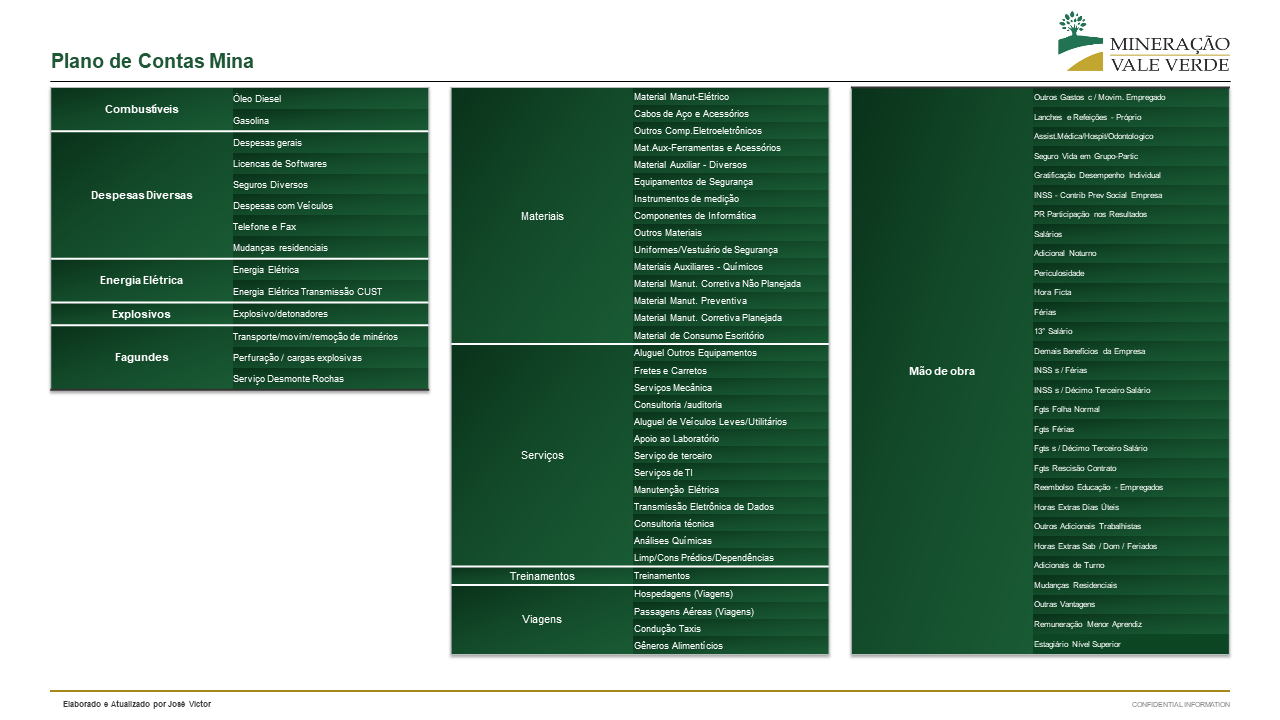 Plano de Contas Mina
MINERAÇÃO
VALE VERDE
Combustíveis
Óleo Diesel
Gasolina
Despesas Diversas
Despesas gerais
Licencas de Softwares
Seguros Diversos
Despesas com Veículos
Telefone e Fax
Mudanças residenciais
Energia Elétrica
Energia Elétrica
Energia Elétrica Transmissão CUST
Explosivos
Explosivo/detonadores
Fagundes
Transporte/movim/remoção de minérios
Perfuração / cargas explosivas
Serviço Desmonte Rochas
Materiais
Material Manut-Elétrico
Cabos de Aço e Acessórios
Outros Comp.Eletroeletrônicos
Mat.Aux-Ferramentas e Acessórios
Material Auxiliar - Diversos
Equipamentos de Segurança
Instrumentos de medição
Componentes de Informática
Outros Materiais
Uniformes/Vestuário de Segurança
Materiais Auxiliares - Químicos
Material Manut. Corretiva Não Planejada
Material Manut. Preventiva
Material Manut. Corretiva Planejada
Material de Consumo Escritório
Serviços
Aluguel Outros Equipamentos
Fretes e Carretos
Serviços Mecânica
Consultoria /auditoria
Aluguel de Veículos Leves/Utilitários
Apoio ao Laboratório
Serviço de terceiro
Serviços de TI
Manutenção Elétrica
Transmissão Eletrônica de Dados
Consultoria técnica
Análises Químicas
Limp/Cons Prédios/Dependências
Treinamentos
Treinamentos
Viagens
Hospedagens (Viagens)
Passagens Aéreas (Viagens)
Condução Taxis
Gêneros Alimentícios
Mão de obra
Outros Gastos c / Movim. Empregado
Lanches e Refeições - Próprio
Assist.Médica/Hospit/Odontologico
Seguro Vida em Grupo-Partic
Gratificação Desempenho Individual
INSS - Contrib Prev Social Empresa
PR Participação nos Resultados
Salários
Adicional Noturno
Periculosidade
Hora Ficta
Férias
13° Salário
Demais Benefícios da Empresa
INSS s / Férias
INSS s / Décimo Terceiro Salário
Fgts Folha Normal
Fgts Férias
Fgts s / Décimo Terceiro Salário
Fgts Rescisão Contrato
Reembolso Educação - Empregados
Horas Extras Dias Úteis
Outros Adicionais Trabalhistas
Horas Extras Sab / Dom / Feriados
Adicionais de Turno
Mudanças Residenciais
Outras Vantagens
Remuneração Menor Aprendiz
Estagiário Nível Superior
Elaborado e Atualizado por José Victor
CONFIDENTIAL INFORMATION